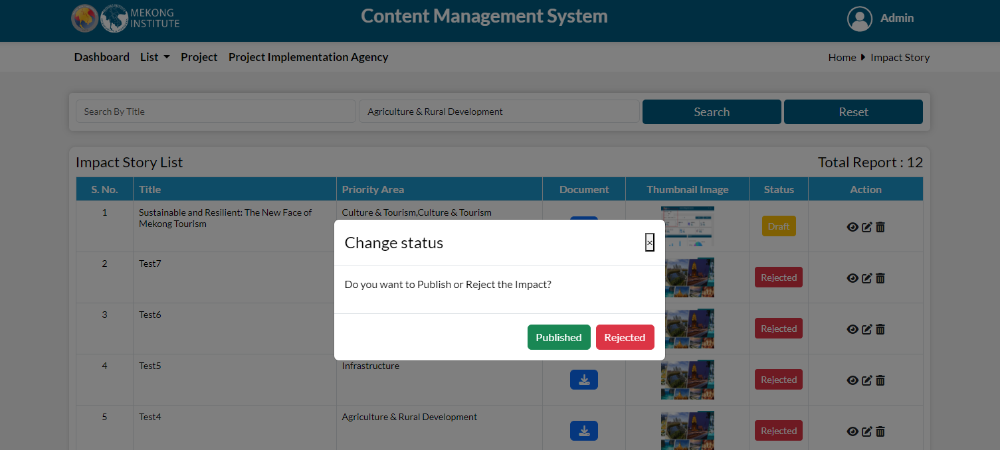 MEKONG
INSTITUTE
Content Management System
Admin
Dashboard List Project Project Implementation Agency
Home Impact Story
Search By Title
Agriculture & Rural Development
Search
Reset
Impact Story List
Total Report : 12
S. No. Title Priority Area Document Thumbnail Image Status Action
1 Sustainable and Resilient: The New Face of Culture & Tourism,Culture & Tourism Draft
Mekong Tourism
Change status
×
2 Test7 Rejected
Do you want to Publish or Reject the Impact?
3 Test6 Rejected
Published Rejected
4 Test5 Infrastructure Rejected
5 Test4 Agriculture & Rural Development Rejected